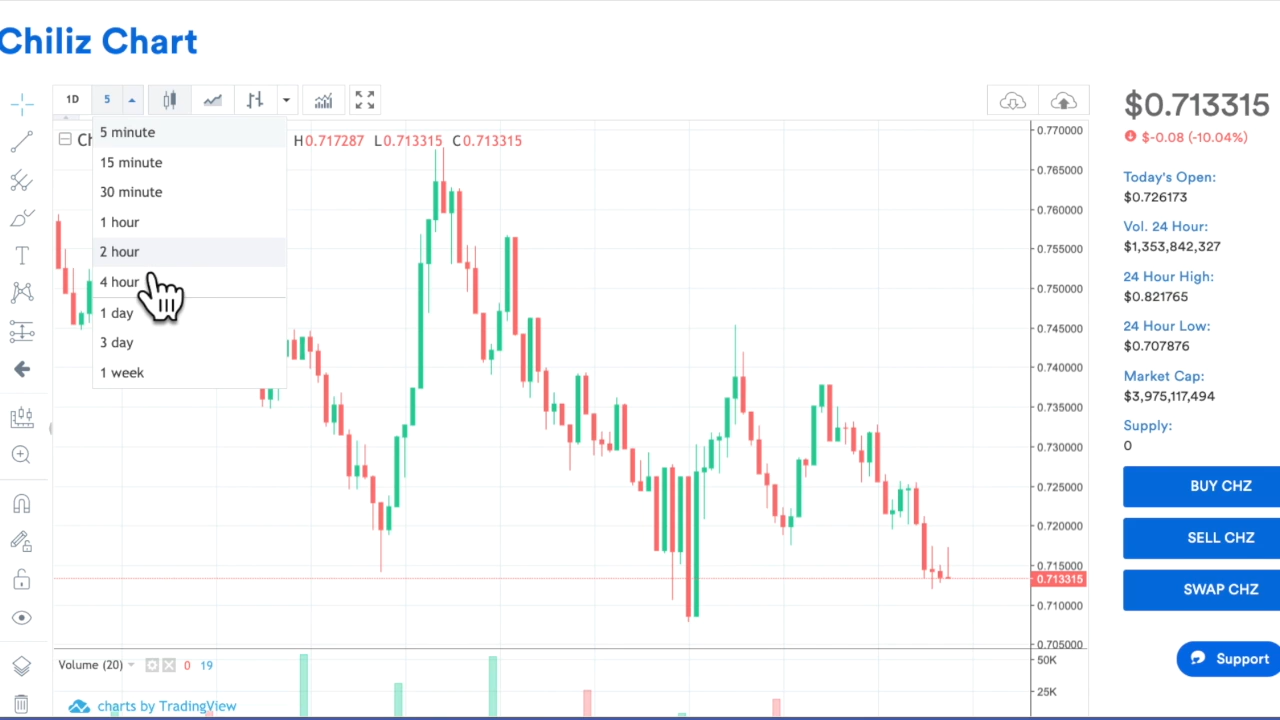 Chiliz Chart
1D 5
5 minute
15 minute
30 minute
1 hour
2 hour
4 hour
1 day
3 day
1 week
H0.717287 L0.713315 C0.713315
0.770000
0.765000
0.760000
0.755000
0.750000
0.745000
0.740000
0.735000
0.730000
0.725000
0.720000
0.715000
0.713315
0.710000
0.705000
50K
25K
Volume (20) 0 19
charts by TradingView
$0.713315
$-0.08 (-10.04%)
Today's Open:
$0.726173
Vol. 24 Hour:
$1,353,842,327
24 Hour High:
$0.821765
24 Hour Low:
$0.707876
Market Cap:
$3,975,117,494
Supply:
0
BUY CHZ
SELL CHZ
SWAP CHZ
Support